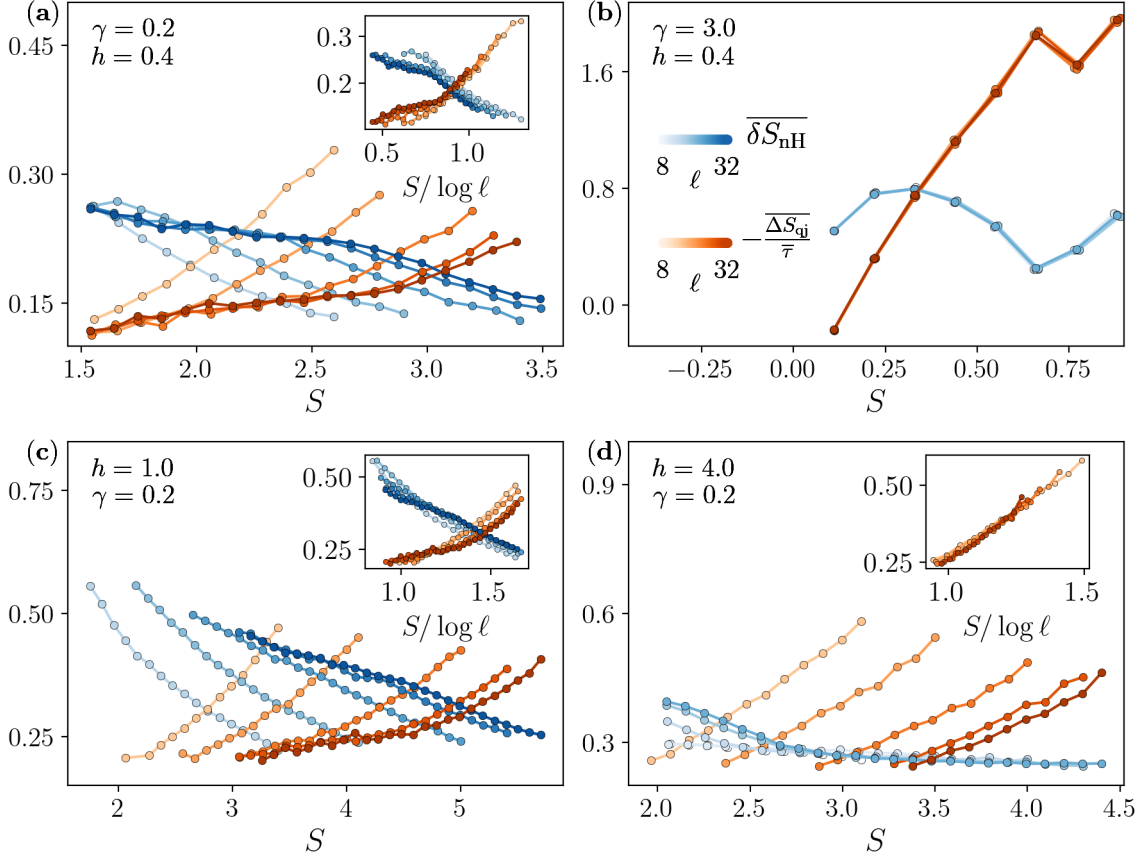 (a)
γ = 0.2
h = 0.4
0.45
0.30
0.15
1.5 2.0 2.5 3.0 3.5
S
0.3
0.2
0.5 1.0
S/ log ℓ
(b)
γ = 3.0
h = 0.4
1.6
0.8
0.0
−0.25 0.00 0.25 0.50 0.75
S
8 ℓ 32
δS_nH
8 ℓ 32
−ΔS_qj/τ
(c)
h = 1.0
γ = 0.2
0.75
0.50
0.25
2 3 4 5
S
0.50
0.25
1.0 1.5
S/ log ℓ
(d)
h = 4.0
γ = 0.2
0.9
0.6
0.3
2.0 2.5 3.0 3.5 4.0 4.5
S
0.50
0.25
1.0 1.5
S/ log ℓ